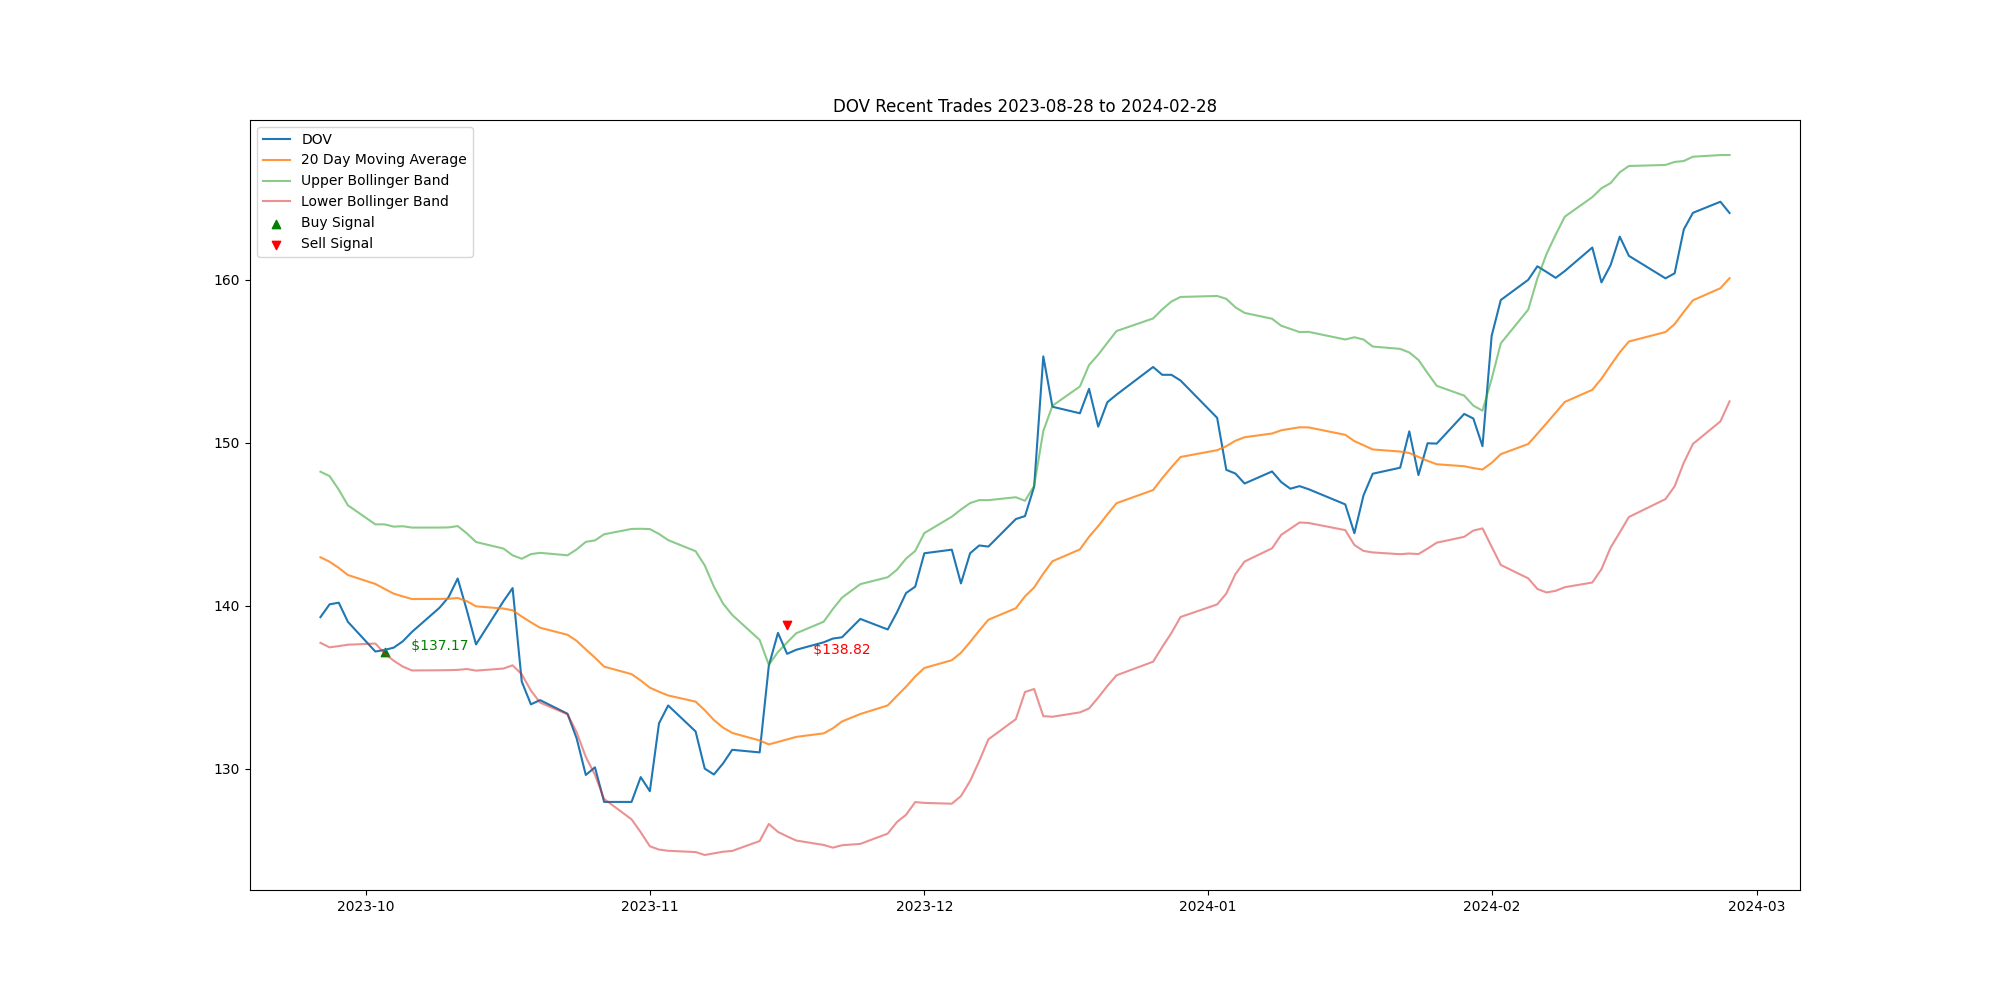 DOV Recent Trades 2023-08-28 to 2024-02-28
DOV
20 Day Moving Average
Upper Bollinger Band
Lower Bollinger Band
Buy Signal
Sell Signal
160
150
140
130
$137.17
$138.82
2023-10
2023-11
2023-12
2024-01
2024-02
2024-03